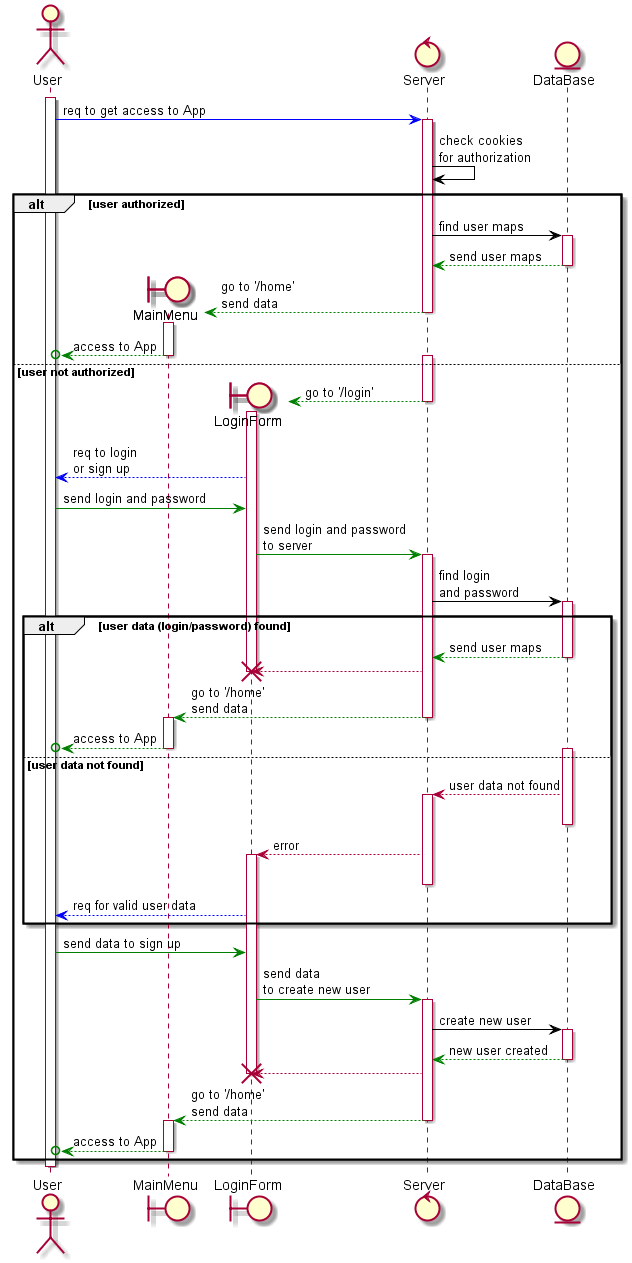 User
Server
DataBase
req to get access to App
check cookies
for authorization
alt
[user authorized]
find user maps
send user maps
go to '/home'
send data
MainMenu
access to App
[user not authorized]
go to '/login'
LoginForm
req to login
or sign up
send login and password
send login and password
to server
find login
and password
alt
[user data (login/password) found]
send user maps
go to '/home'
send data
access to App
[user data not found]
user data not found
error
req for valid user data
send data to sign up
send data
to create new user
create new user
new user created
go to '/home'
send data
access to App
User
MainMenu
LoginForm
Server
DataBase